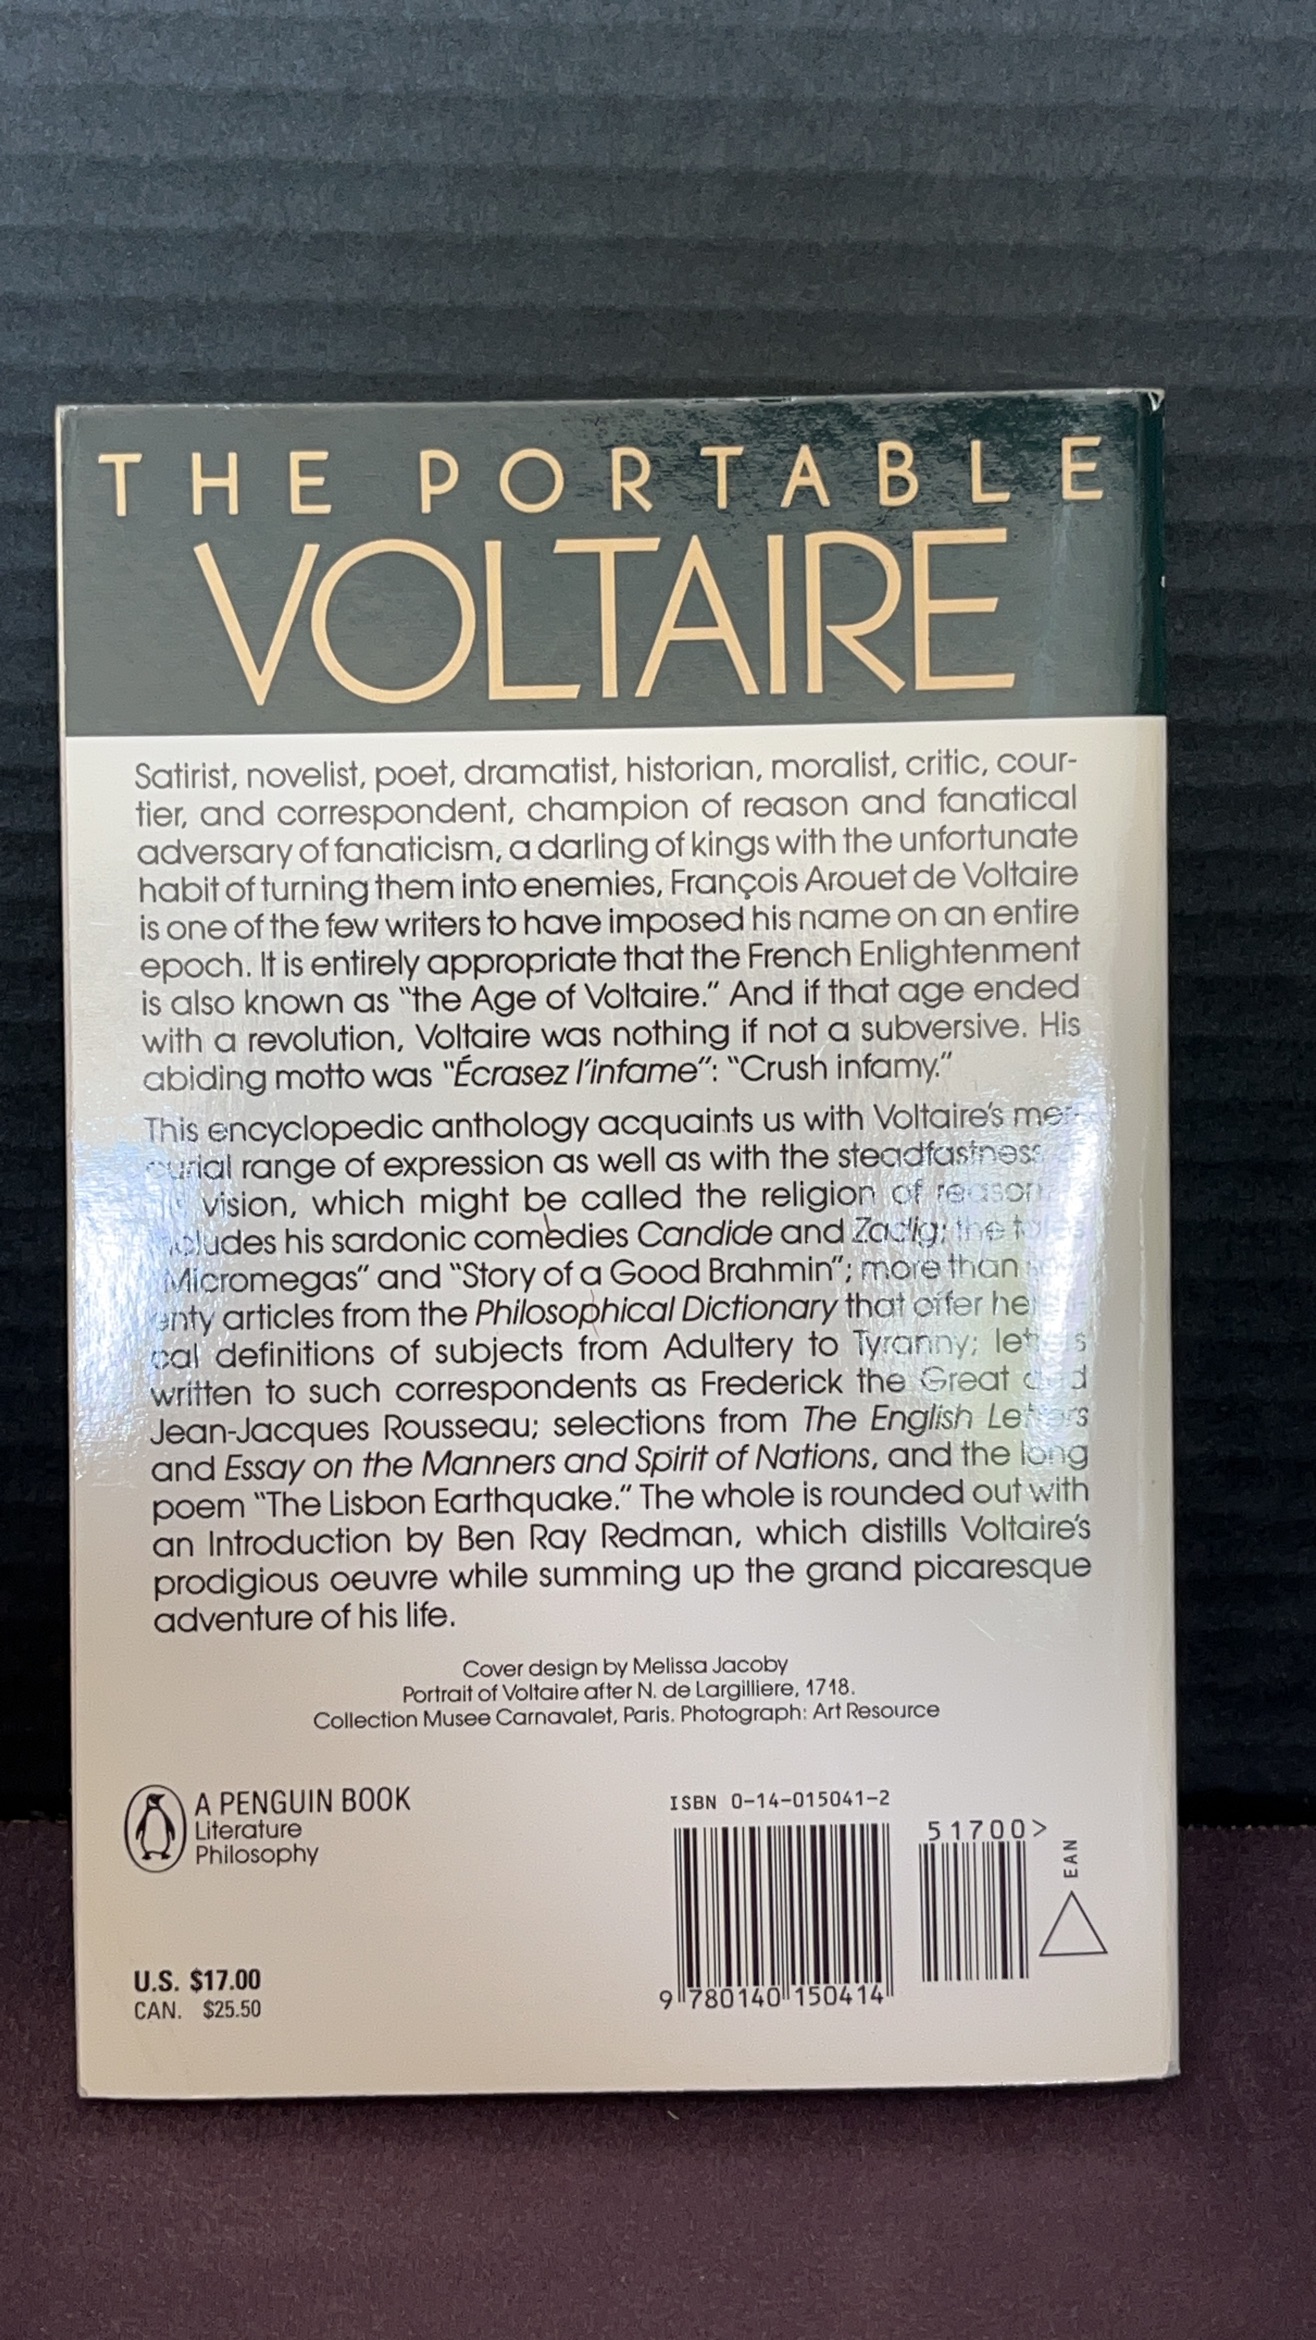 THE PORTABLE
VOLTAIRE
Satirist, novelist, poet, dramatist, historian, moralist, critic, cour-
tier, and correspondent, champion of reason and fanatical
adversary of fanaticism, a darling of kings with the unfortunate
habit of turning them into enemies, François Arouet de Voltaire
is one of the few writers to have imposed his name on an entire
epoch. It is entirely appropriate that the French Enlightenment
is also known as "the Age of Voltaire." And if that age ended
with a revolution, Voltaire was nothing if not a subversive. His
abiding motto was "Écrasez l'infame": "Crush infamy."
This encyclopedic anthology acquaints us with Voltaire's mer-
curial range of expression as well as with the steadfastness
vision, which might be called the religion of reason
includes his sardonic comedies Candide and Zadig; the tales
"Micromegas" and "Story of a Good Brahmin"; more than
enty articles from the Philosophical Dictionary that offer
cal definitions of subjects from Adultery to Tyranny; letters
written to such correspondents as Frederick the Great and
Jean-Jacques Rousseau; selections from The English Letters
and Essay on the Manners and Spirit of Nations, and the long
poem "The Lisbon Earthquake." The whole is rounded out with
an Introduction by Ben Ray Redman, which distills Voltaire's
prodigious oeuvre while summing up the grand picaresque
adventure of his life.
Cover design by Melissa Jacoby
Portrait of Voltaire after N. de Largilliere, 1718.
Collection Musee Carnavalet, Paris. Photograph: Art Resource
A PENGUIN BOOK
Literature
Philosophy
U.S. $17.00
CAN. $25.50
ISBN 0-14-015041-2
51700>
EAN
9 780140 150414